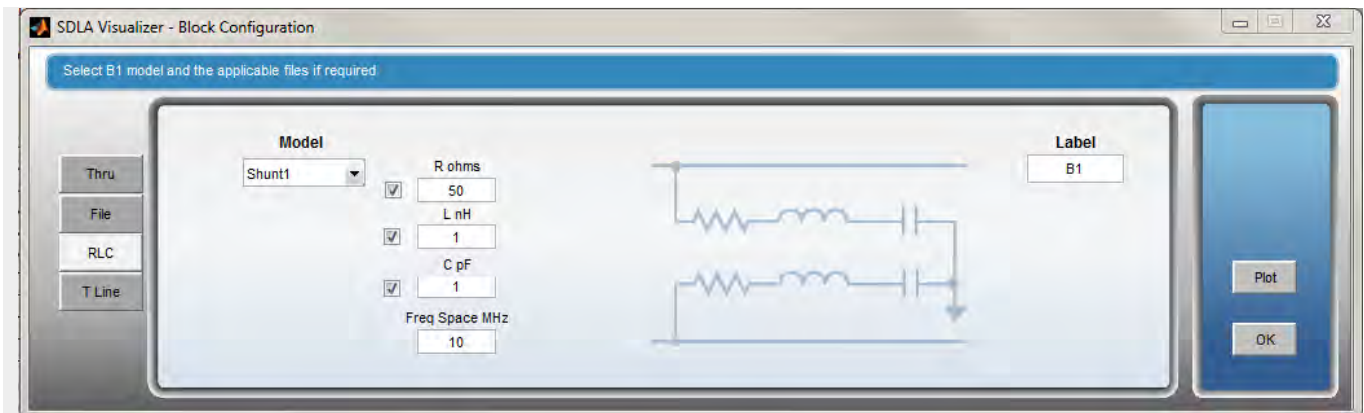 SDLA Visualizer - Block Configuration
Select B1 model and the applicable files if required
Thru
File
RLC
T Line
Model
Shunt1
R ohms
50
L nH
1
C pF
1
Freq Space MHz
10
Label
B1
Plot
OK